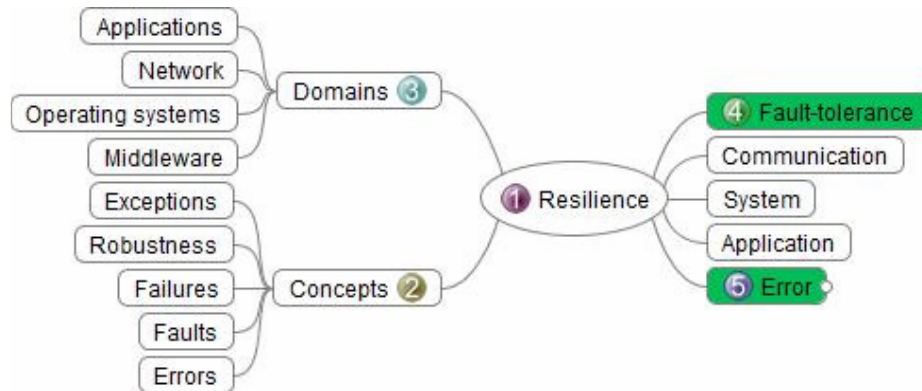 Applications
Network
Operating systems
Middleware
Domains 3
Exceptions
Robustness
Failures
Faults
Errors
Concepts 2
1 Resilience
4 Fault-tolerance
Communication
System
Application
5 Error